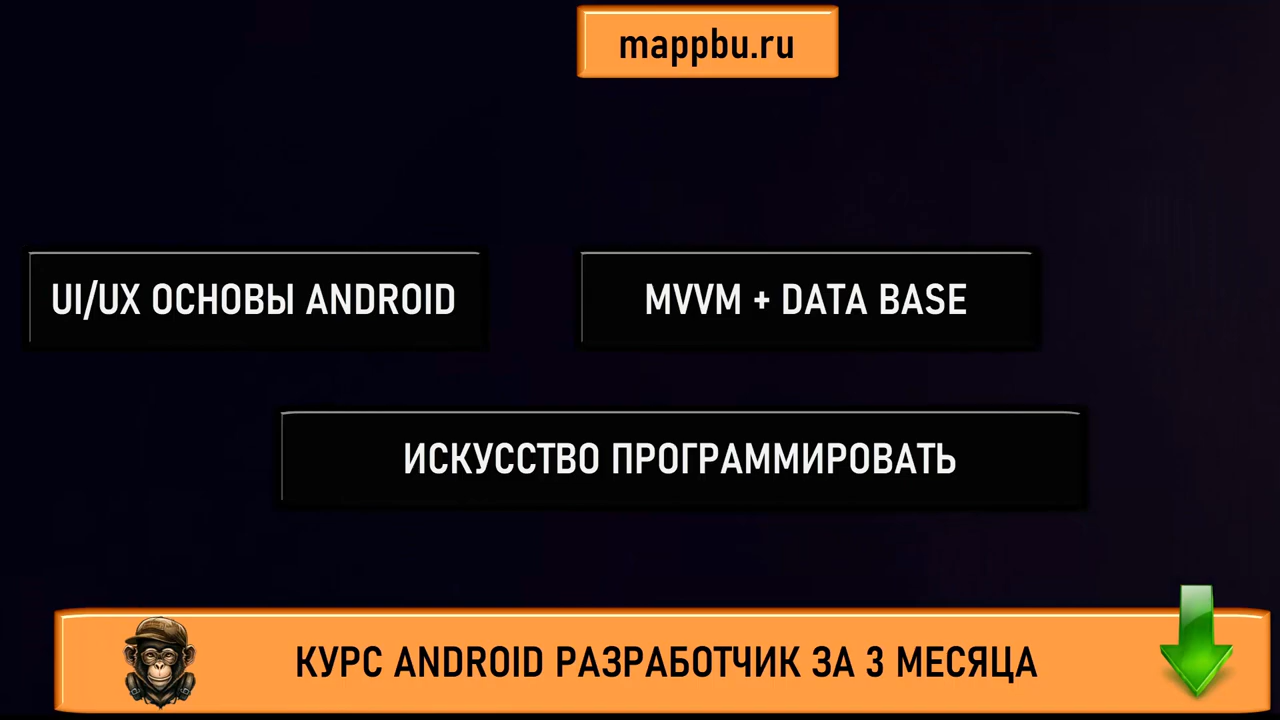 mappbu.ru
UI/UX ОСНОВЫ ANDROID
MVVM + DATA BASE
ИСКУССТВО ПРОГРАММИРОВАТЬ
КУРС ANDROID РАЗРАБОТЧИК ЗА 3 МЕСЯЦА